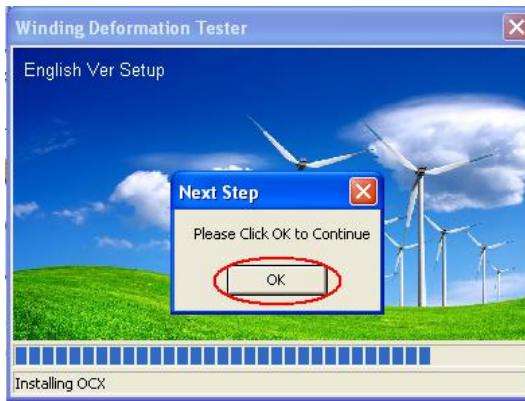 Winding Deformation Tester
English Ver Setup
Next Step
Please Click OK to Continue
OK
Installing OCX